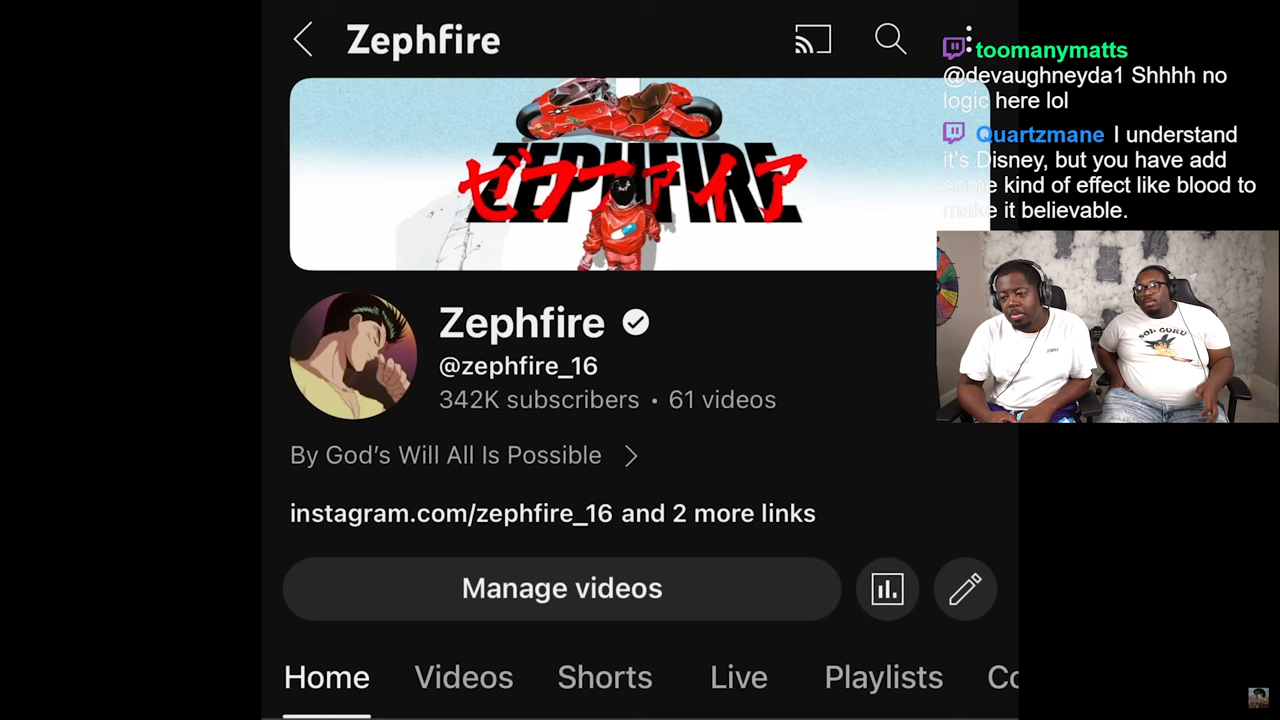 Zephfire
ZEPHFIRE
ゼファイア
Zephfire
@zephfire_16
342K subscribers • 61 videos
By God's Will All Is Possible
instagram.com/zephfire_16 and 2 more links
Manage videos
Home Videos Shorts Live Playlists Co
toomanymatts
@devaughneyda1 Shhhh no
logic here lol
Quartzmane I understand
it's Disney, but you have add
some kind of effect like blood to
make it believable.
GOKU